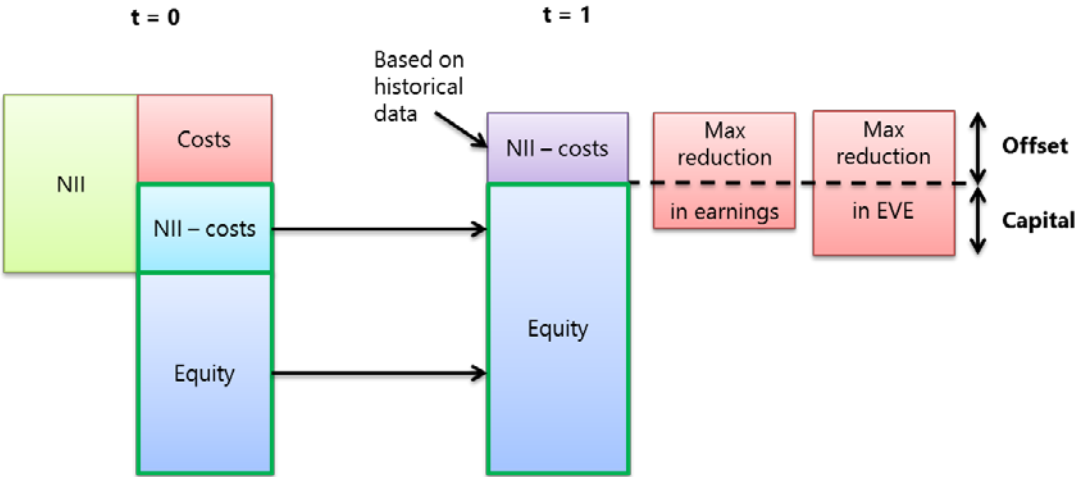 t = 0
t = 1
Based on
historical
data
NII
Costs
NII – costs
Equity
NII – costs
Equity
Max
reduction
in earnings
Max
reduction
in EVE
Offset
Capital